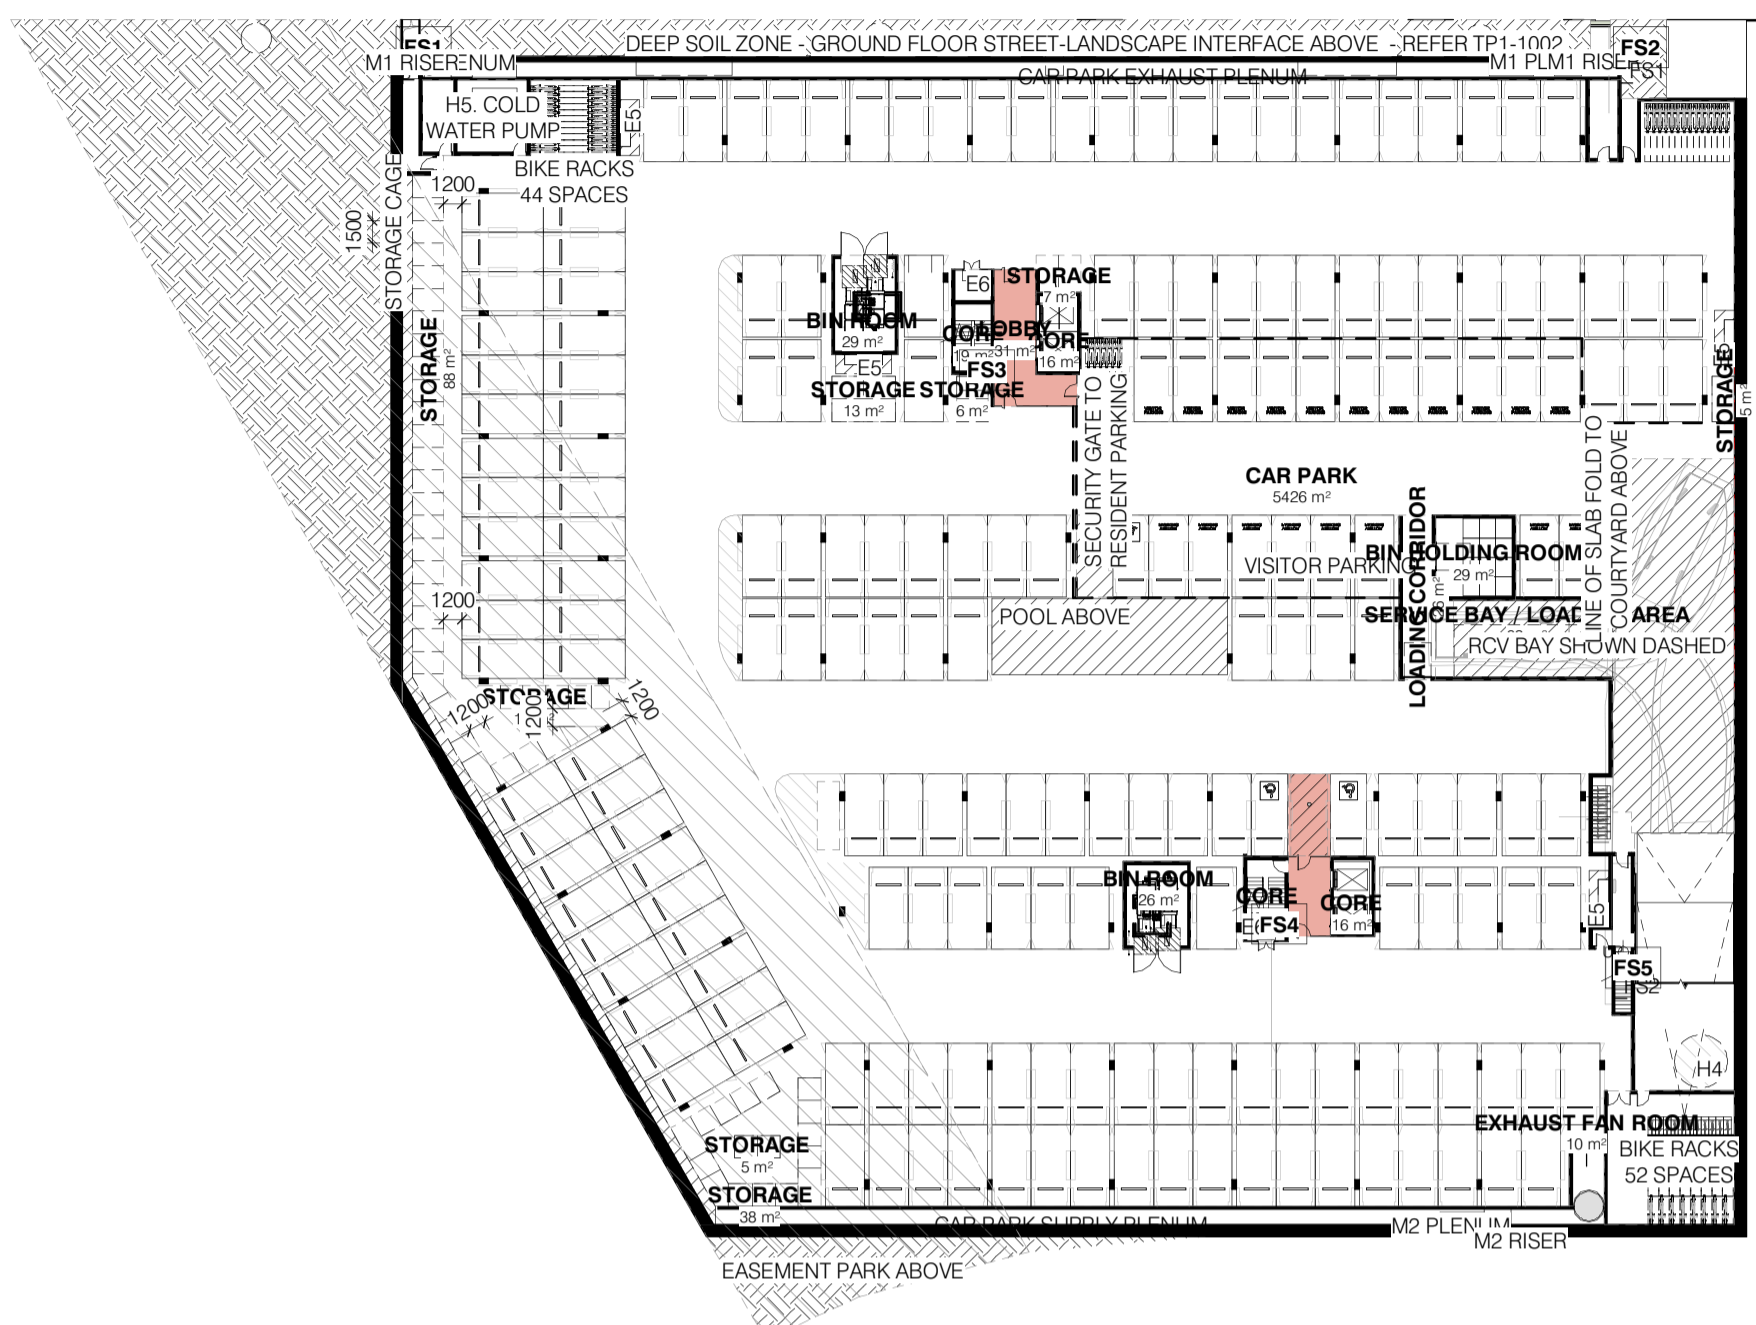 DEEP SOIL ZONE - GROUND FLOOR STREET-LANDSCAPE INTERFACE ABOVE - REFER TP1-1002
FS1
FS2
M1 RISER
ENUM
M1 PL
M1 RISE
FS1
CAR PARK EXHAUST PLENUM
H5. COLD
WATER PUMP
E5
BIKE RACKS
44 SPACES
STORAGE CAGE
1200
1500
STORAGE
88 m²
E6
STORAGE
7 m²
BIN ROOM
29 m²
CORE
19 m²
LOBBY
31 m²
CORE
16 m²
E5
FS3
STORAGE
13 m²
STORAGE
6 m²
SECURITY GATE TO
RESIDENT PARKING
STORAGE
5 m²
CAR PARK
5426 m²
LINE OF SLAB FOLD TO
COURTYARD ABOVE
LOADING CORRIDOR
BIN HOLDING ROOM
29 m²
VISITOR PARKING
1200
POOL ABOVE
SERVICE BAY / LOAD
AREA
RCV BAY SHOWN DASHED
STORAGE
1200
1200
1200
BIN ROOM
26 m²
CORE
CORE
16 m²
FS4
E5
FS5
FS2
H4
EXHAUST FAN ROOM
10 m²
BIKE RACKS
52 SPACES
STORAGE
5 m²
STORAGE
38 m²
CAR PARK SUPPLY PLENUM
M2 PLENUM
M2 RISER
EASEMENT PARK ABOVE